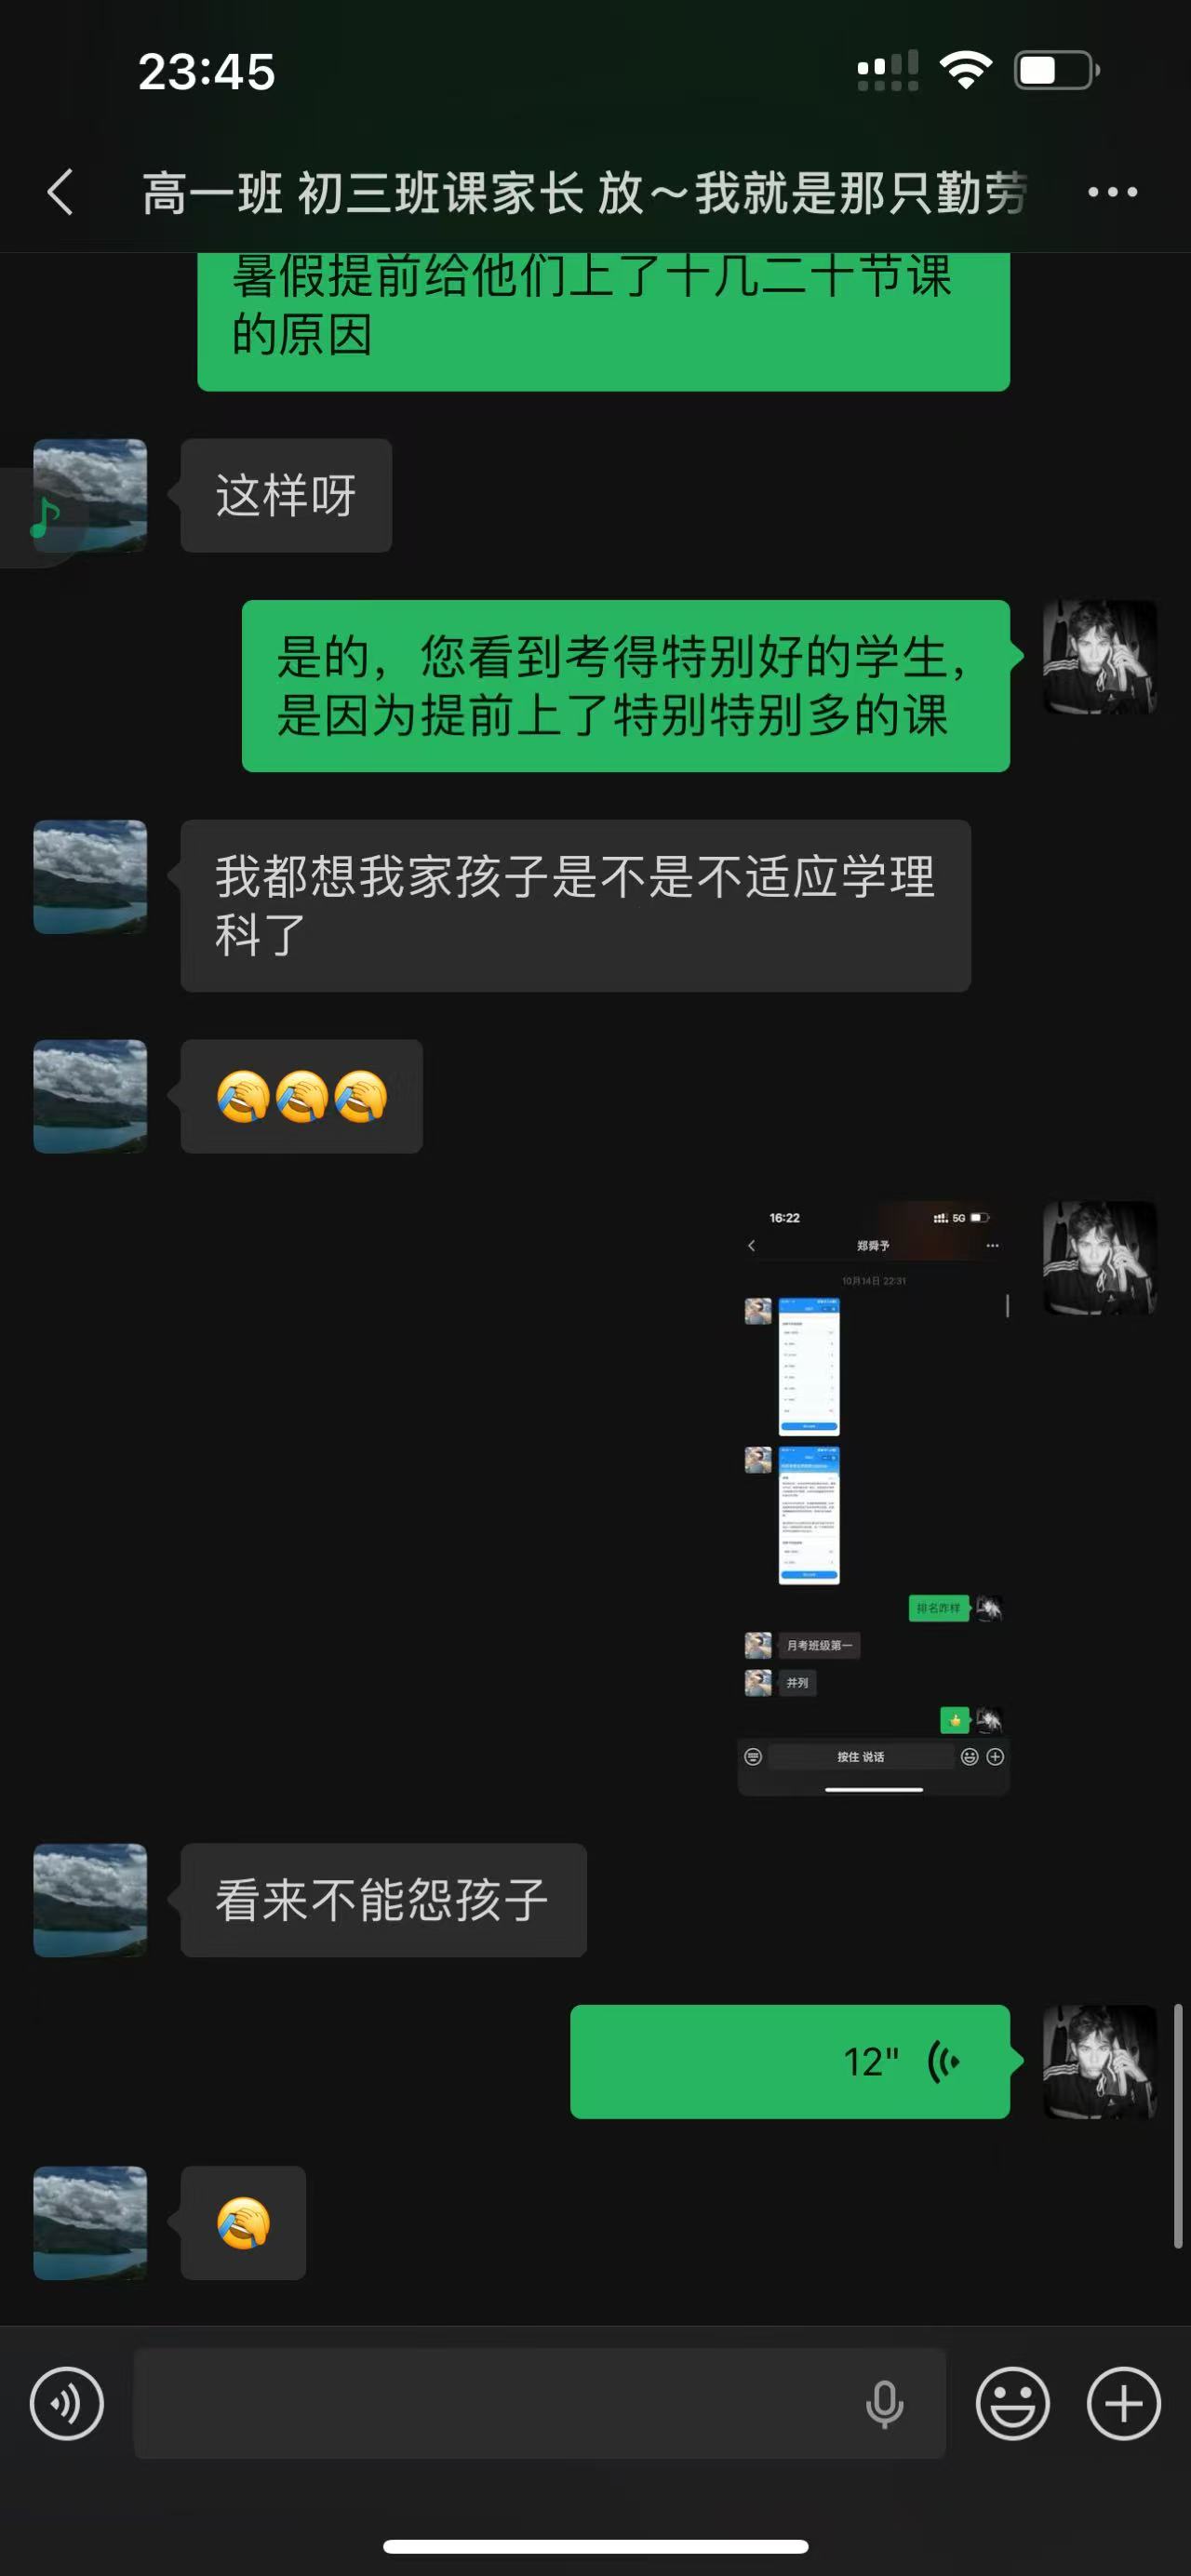 23:45
高一班 初三班课家长 放～我就是那只勤劳
暑假提前给他们上了十几二十节课
的原因
这样呀
是的，您看到考得特别好的学生，
是因为提前上了特别特别多的课
我都想我家孩子是不是不适应学理
科了
16:22
5G
郑舜予
10月14日 22:31
排名咋样
月考班级第一
并列
按住 说话
看来不能怨孩子
12"